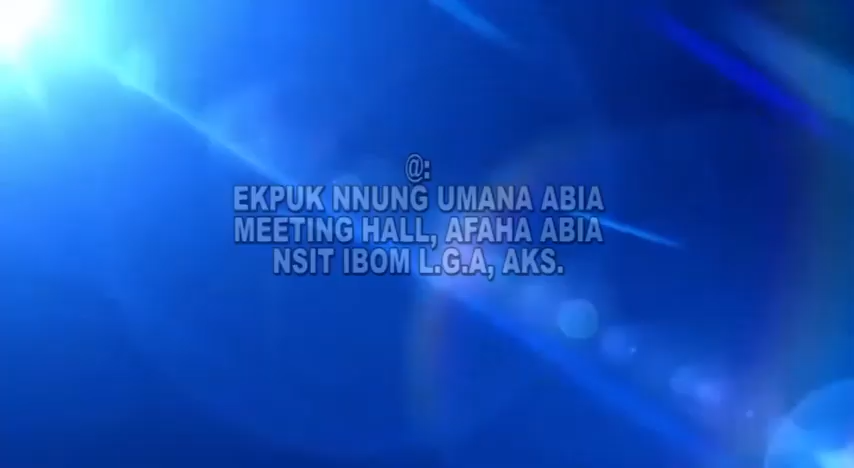 @:
EKPUK NNUNG UMANA ABIA
MEETING HALL, AFAHA ABIA
NSIT IBOM L.G.A, AKS.